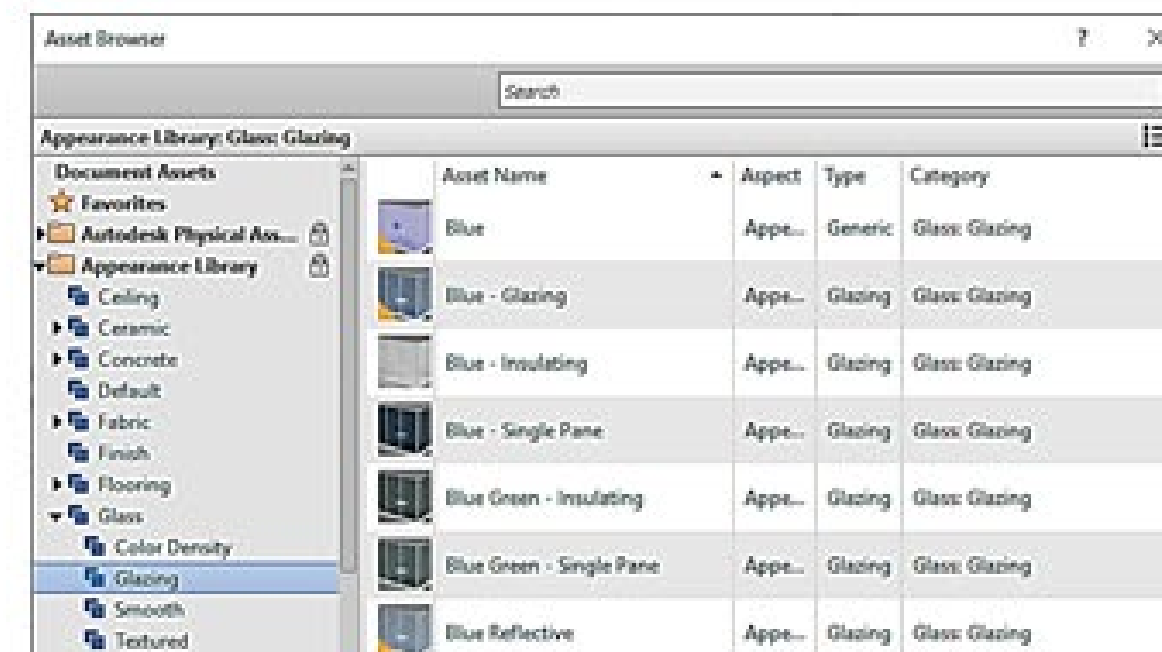 Asset Browser
?
Search
Appearance Library: Glass: Glazing
Document Assets
Favorites
Autodesk Physical Ass...
Appearance Library
Ceiling
Ceramic
Concrete
Default
Fabric
Finish
Flooring
Glass
Color Density
Glazing
Smooth
Textured
Asset Name Aspect Type Category
Blue Appe... Generic Glass: Glazing
Blue - Glazing Appe... Glazing Glass: Glazing
Blue - Insulating Appe... Glazing Glass: Glazing
Blue - Single Pane Appe... Glazing Glass: Glazing
Blue Green - Insulating Appe... Glazing Glass: Glazing
Blue Green - Single Pane Appe... Glazing Glass: Glazing
Blue Reflective Appe... Glazing Glass: Glazing